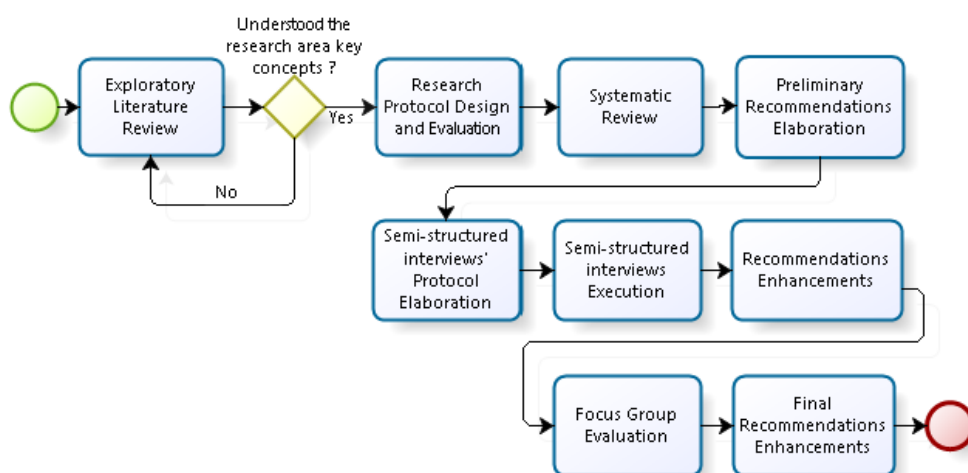 Understood the
research area key
concepts ?
Exploratory
Literature
Review
Yes
No
Research
Protocol Design
and Evaluation
Systematic
Review
Preliminary
Recommendations
Elaboration
Semi-structured
interviews'
Protocol
Elaboration
Semi-structured
interviews
Execution
Recommendations
Enhancements
Focus Group
Evaluation
Final
Recommendations
Enhancements